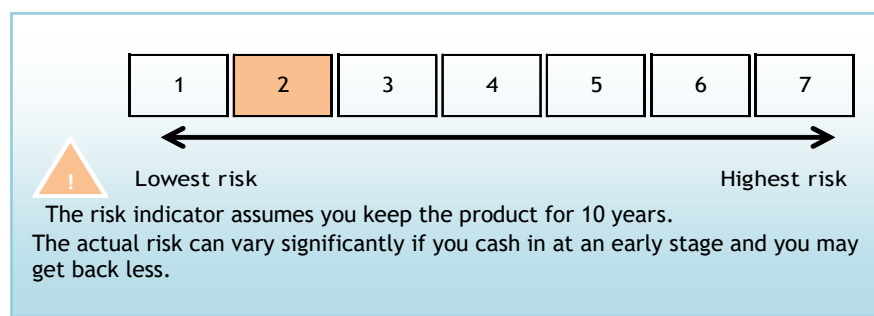 1 2 3 4 5 6 7
! Lowest risk Highest risk
The risk indicator assumes you keep the product for 10 years.
The actual risk can vary significantly if you cash in at an early stage and you may
get back less.